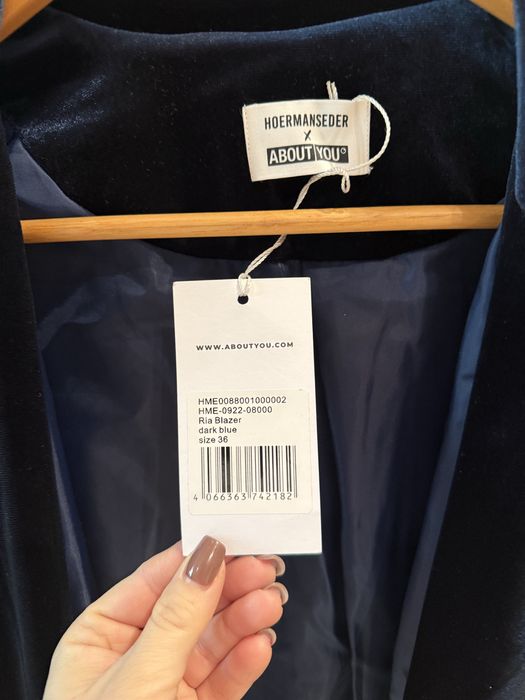 HOERMANSEDER
X
ABOUT YOU
WWW.ABOUTYOU.COM
HME0088001000002
HME-0922-08000
Ria Blazer
dark blue
size 36
4 066363 742182